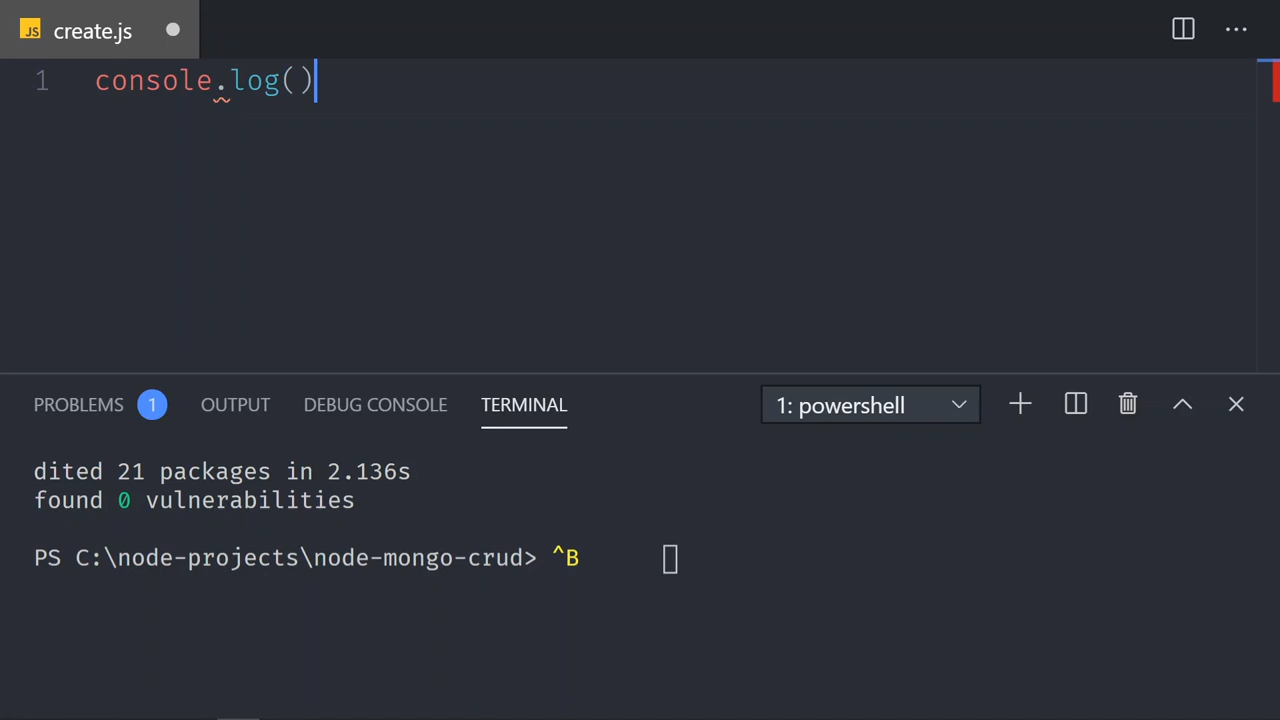 JS create.js
1 console.log()
PROBLEMS 1 OUTPUT DEBUG CONSOLE TERMINAL 1: powershell
dited 21 packages in 2.136s
found 0 vulnerabilities
PS C:\node-projects\node-mongo-crud> ^B